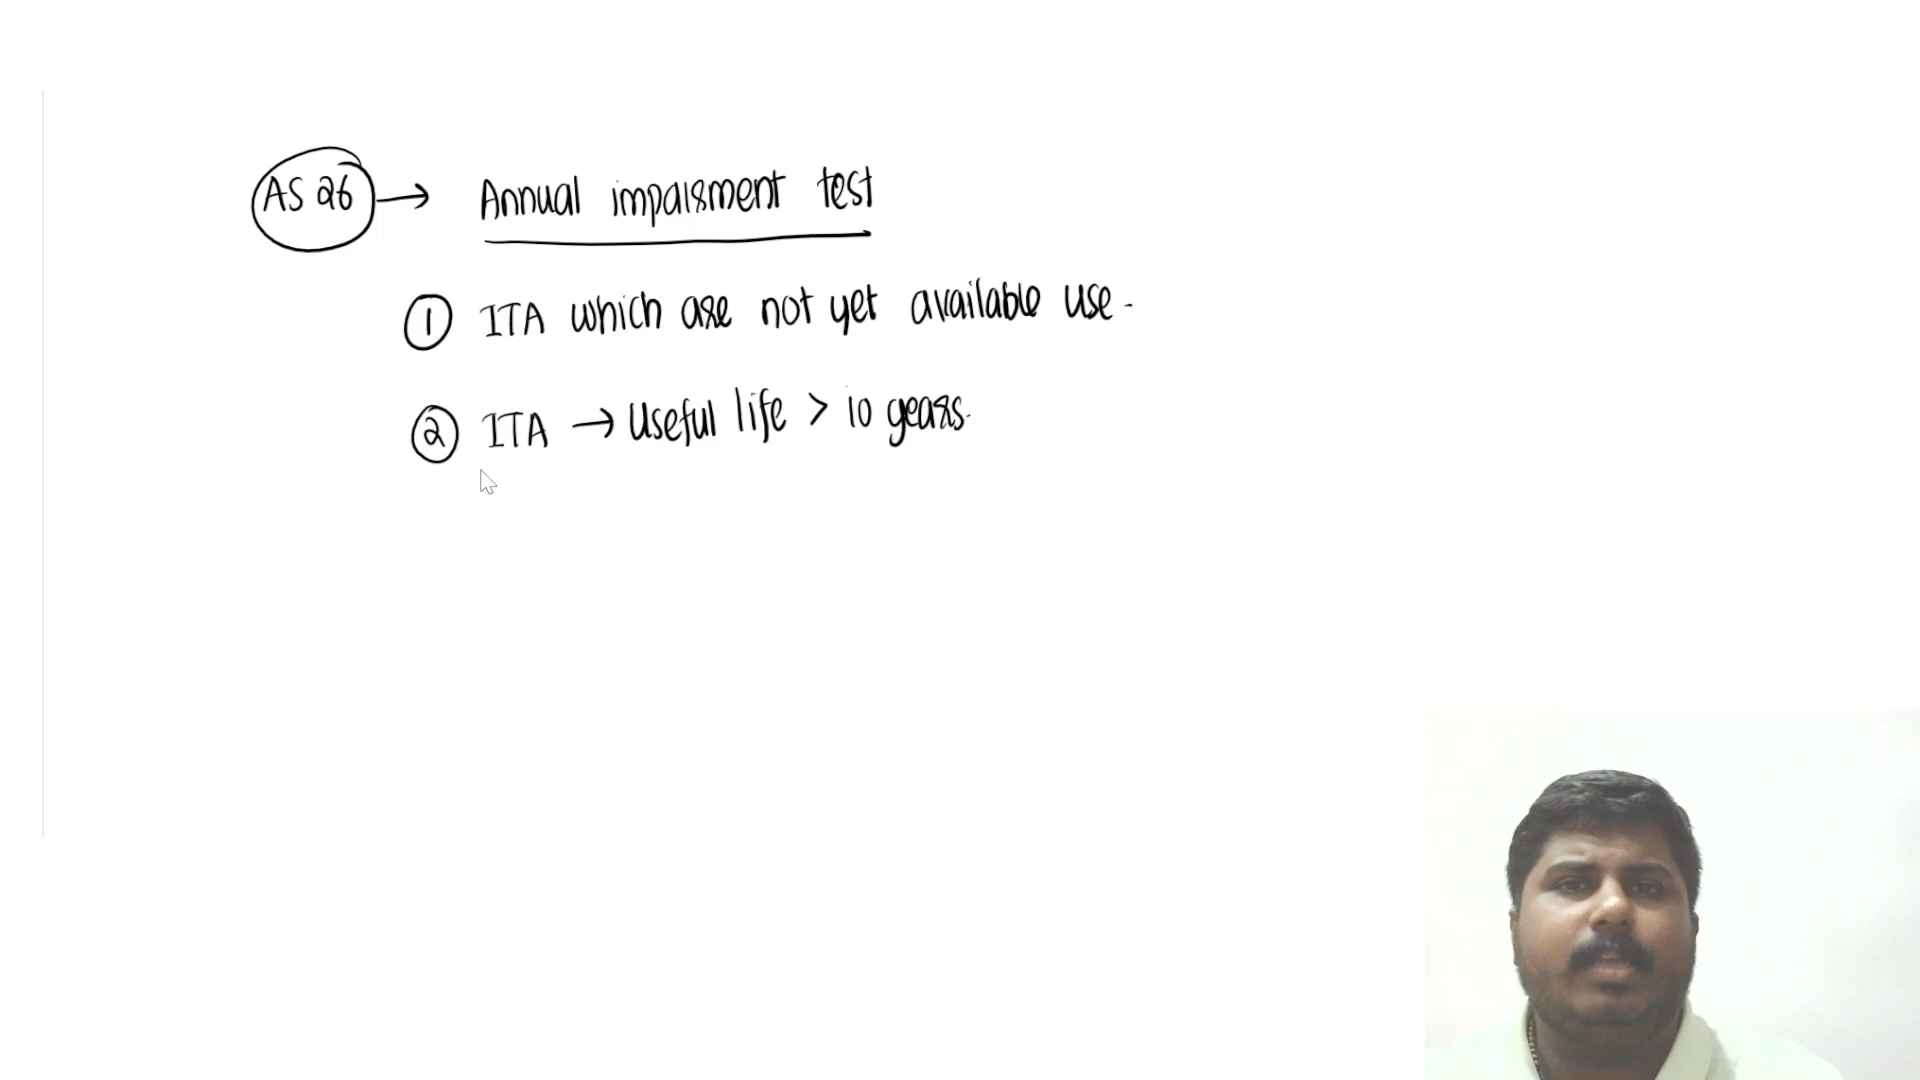 AS 26 → Annual impairment test
① ITA which are not yet available use.
② ITA → Useful life > 10 years.